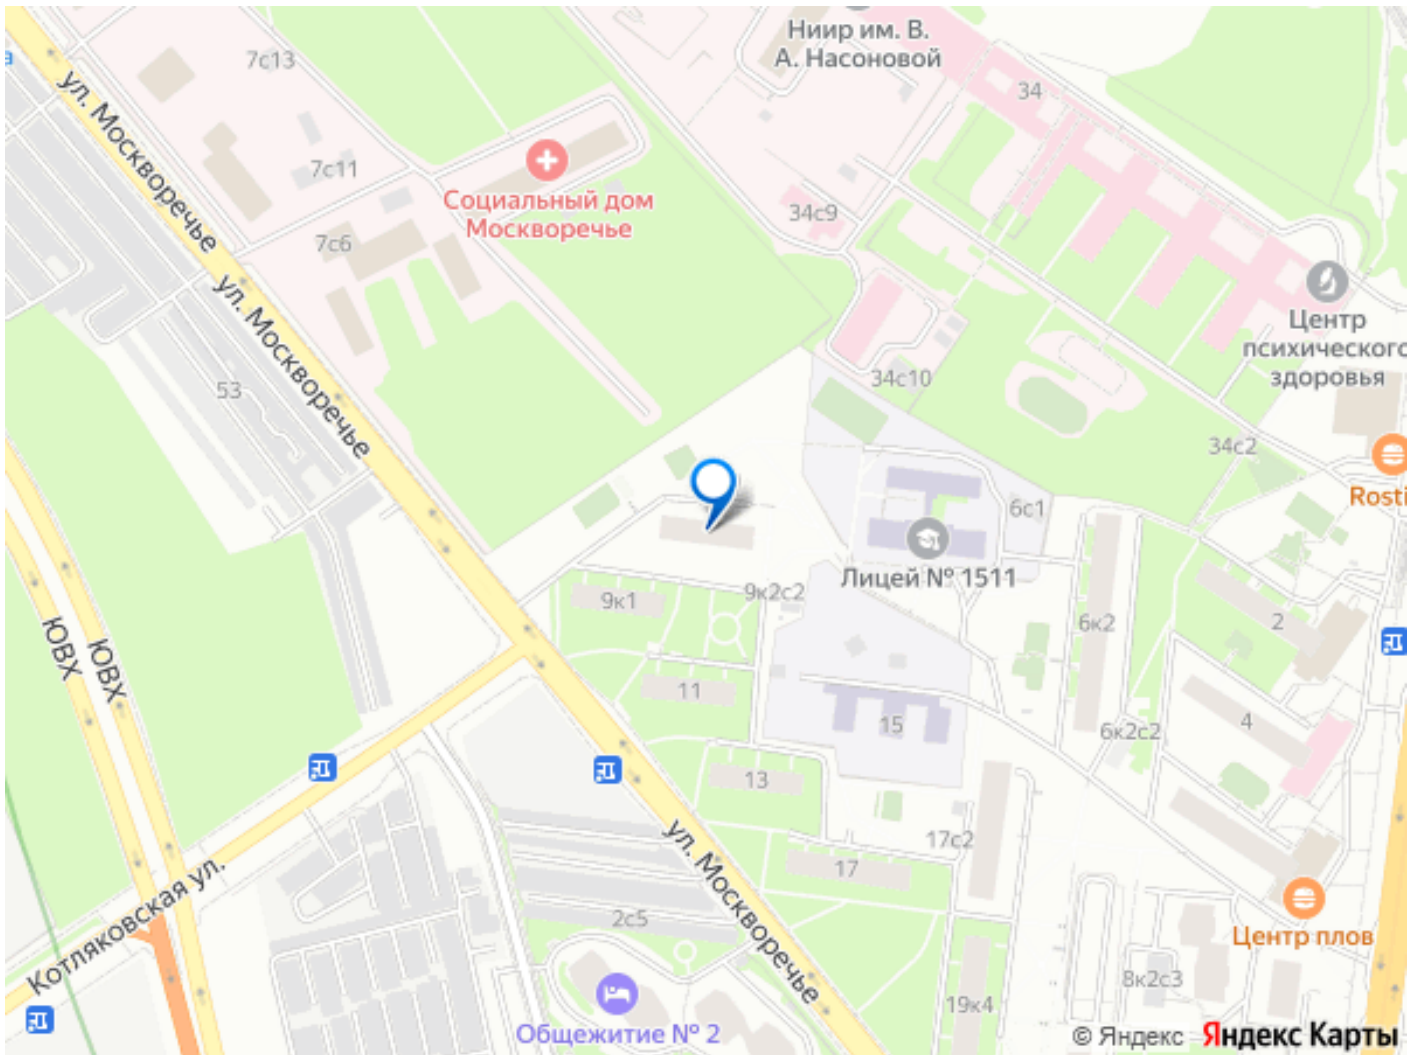 Ниир им. В.
А. Насоновой
7с13
34
ул. Москворечье
7с11
Социальный дом
Москворечье
34с9
7с6
ул. Москворечье
Центр
психического
здоровья
53
34с10
34с2
Rosti
6с1
Лицей № 1511
9к1
9к2с2
6к2
2
ЮВХ
ЮВХ
11
15
6к2с2
4
13
17с2
ул. Москворечье
17
Котляковская ул.
2с5
Центр плов
8к2с3
19к4
Общежитие № 2
© Яндекс Яндекс Карты